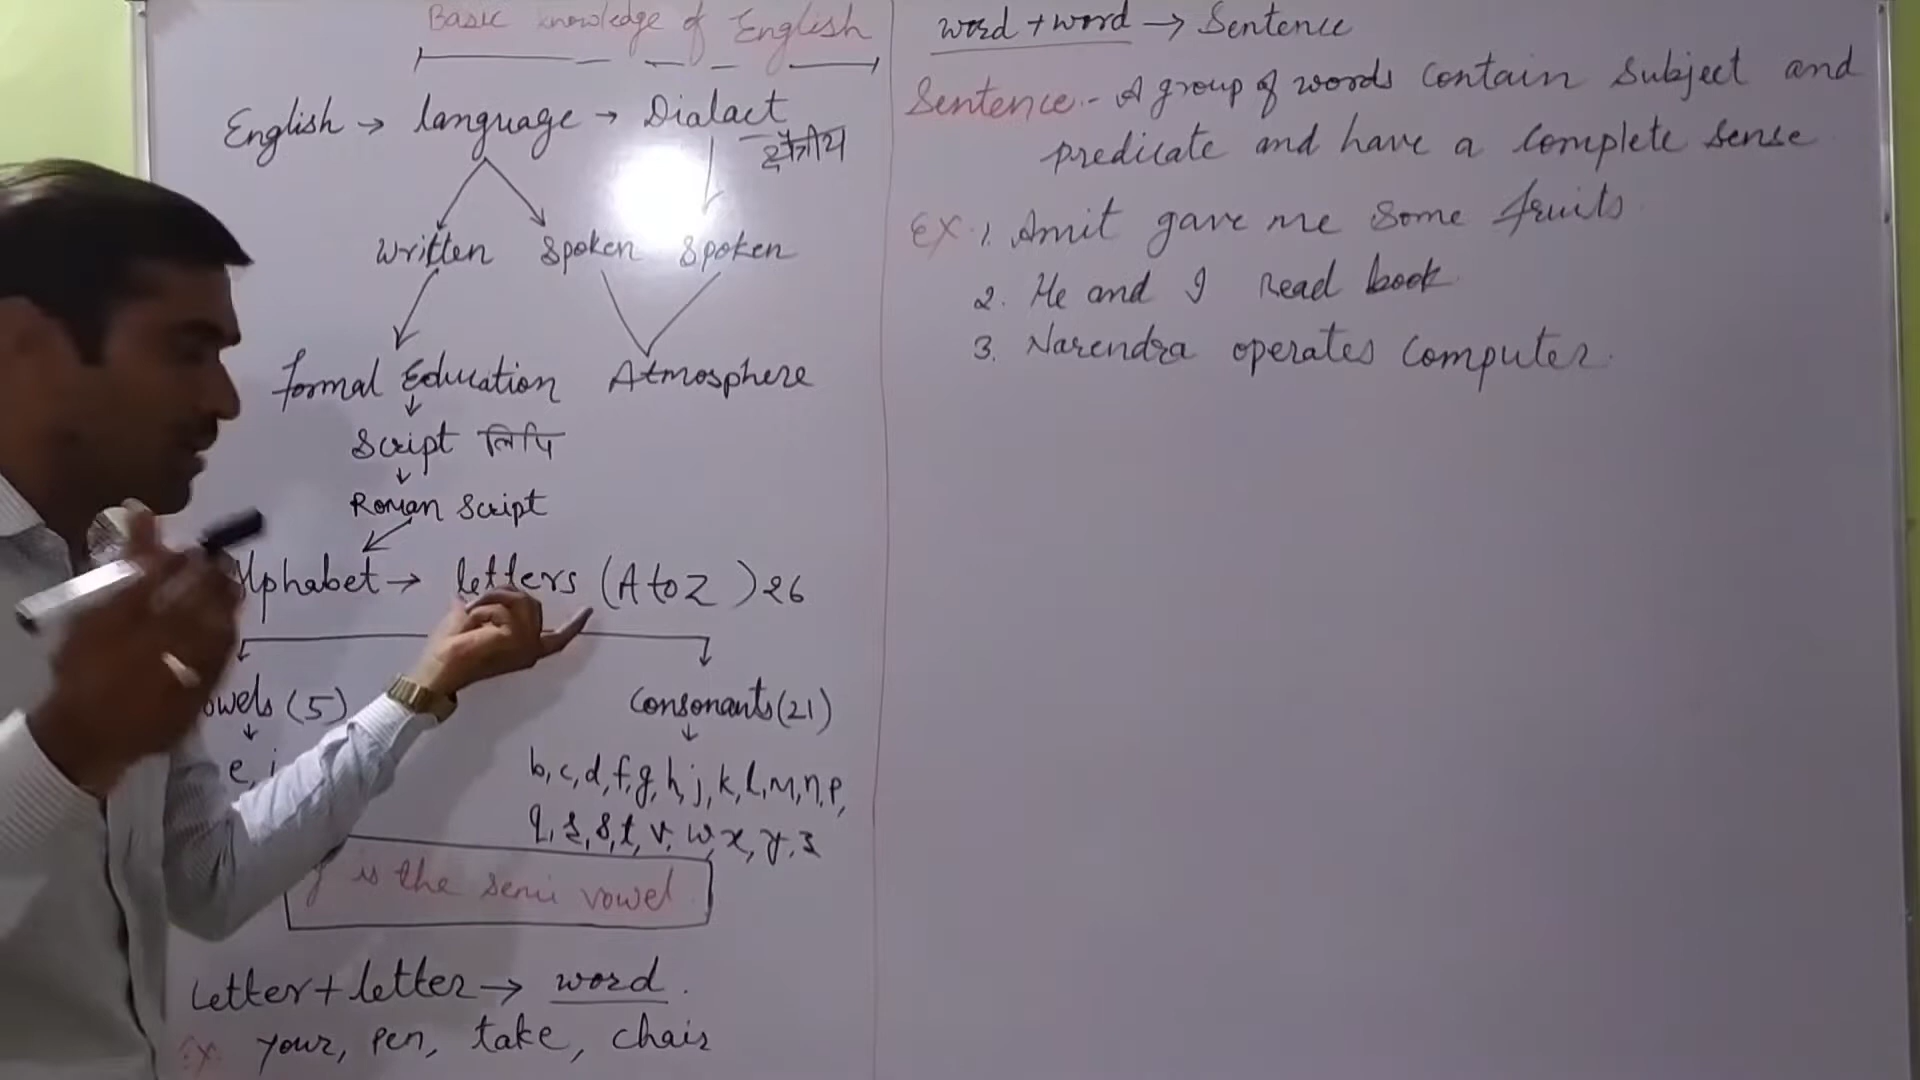 Basic knowledge of English
English → language → Dialact
क्षेत्रीय
written spoken spoken
formal Education Atmosphere
Script लिपि
Roman Script
Alphabet → letters (A to Z) 26
owels (5) Consonants (21)
e, i
b, c, d, f, g, h, j, k, l, m, n, p,
q, r, s, t, v, w, x, y, z
y is the semi vowel
Letter + letter → word.
Ex. your, pen, take, chair
word + word → Sentence
Sentence :- A group of words contain subject and
predicate and have a complete sense
Ex. 1. Amit gave me some fruits.
2. He and I read book
3. Narendra operates computer.